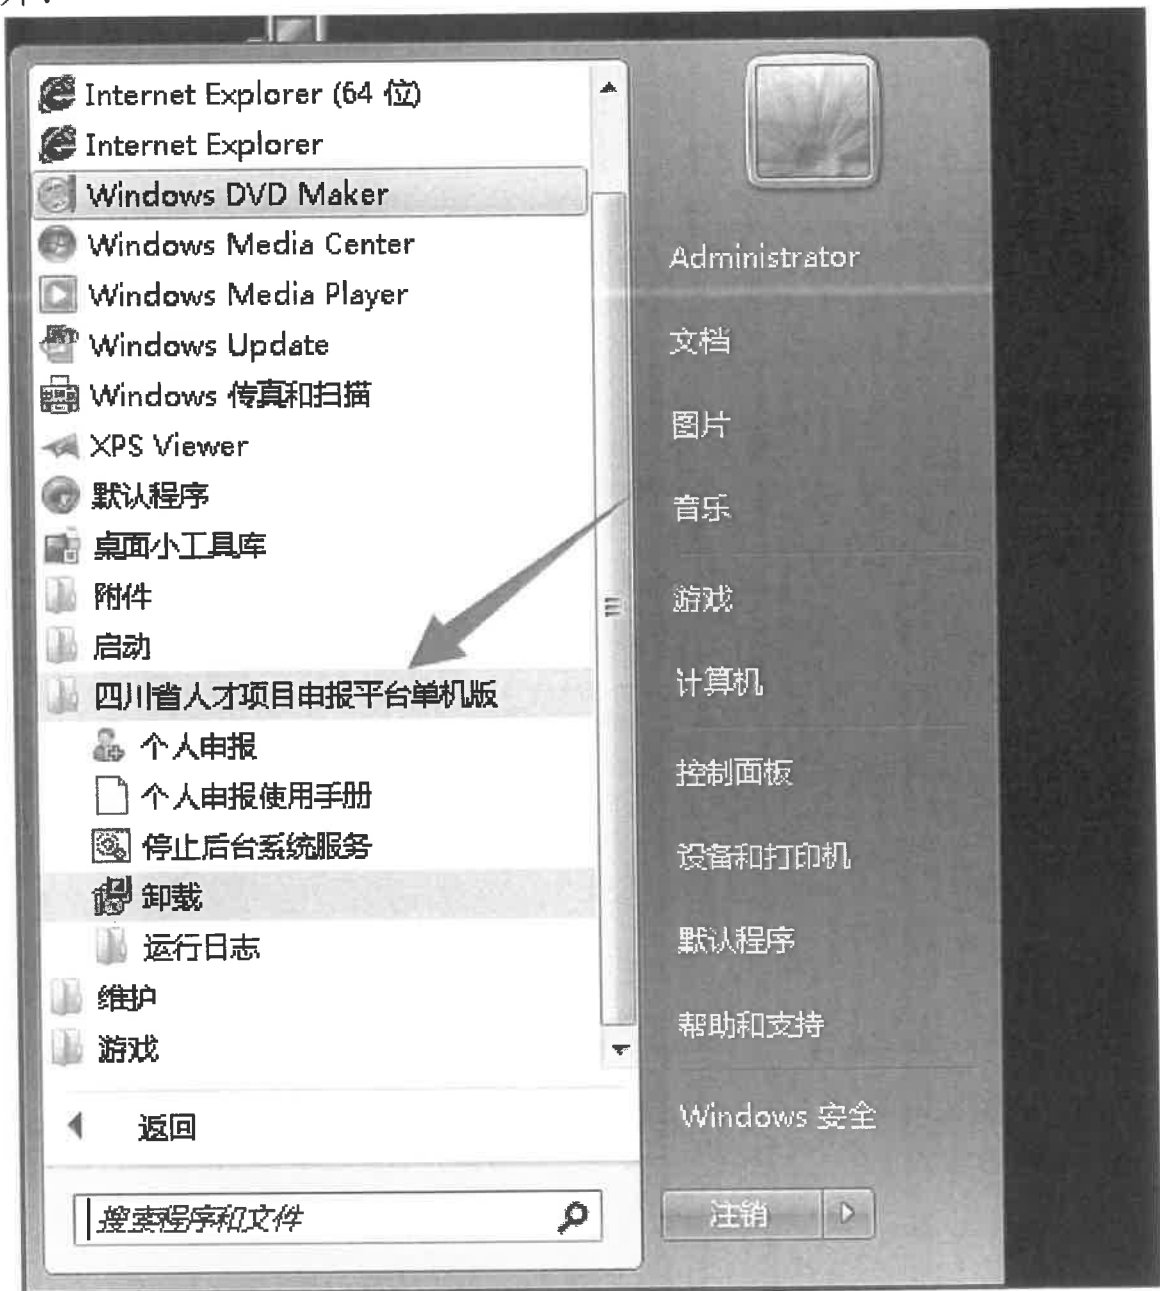 Internet Explorer (64 位)
Internet Explorer
Windows DVD Maker
Windows Media Center
Windows Media Player
Windows Update
Windows 传真和扫描
XPS Viewer
默认程序
桌面小工具库
附件
启动
四川省人才项目申报平台单机版
个人申报
个人申报使用手册
停止后台系统服务
卸载
运行日志
维护
游戏
返回
搜索程序和文件
Administrator
文档
图片
音乐
游戏
计算机
控制面板
设备和打印机
默认程序
帮助和支持
Windows 安全
注销